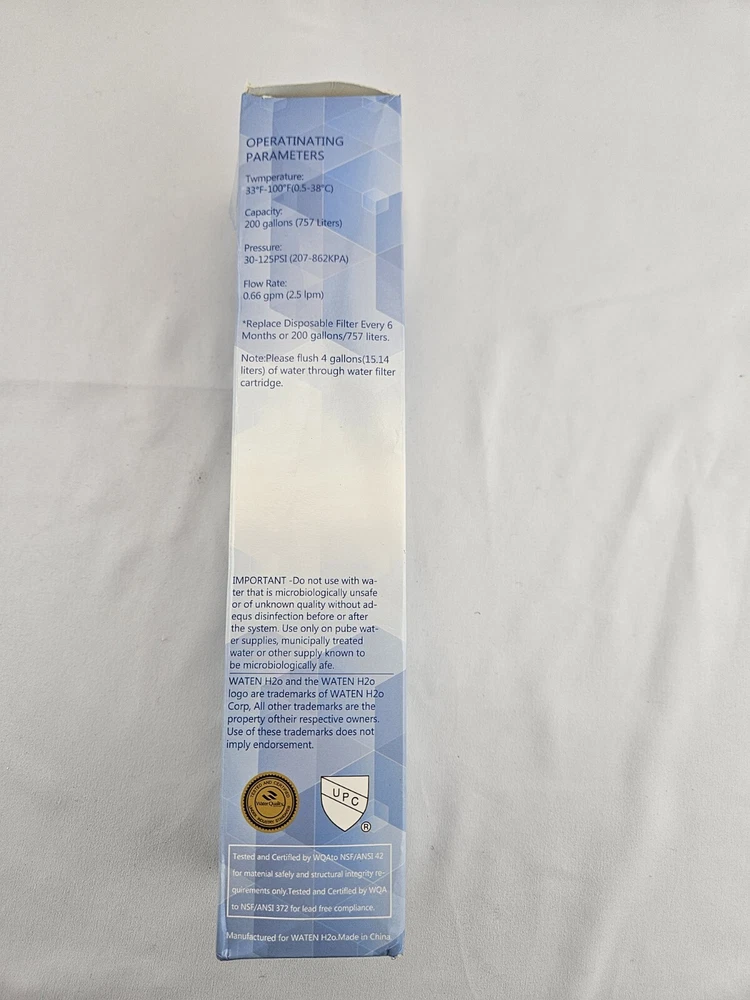 OPERATINATING
PARAMETERS
Twmperature:
33°F-100°F(0.5-38°C)
Capacity:
200 gallons (757 Liters)
Pressure:
30-125PSI (207-862KPA)
Flow Rate:
0.66 gpm (2.5 lpm)
*Replace Disposable Filter Every 6
Months or 200 gallons/757 liters.
Note:Please flush 4 gallons(15.14
liters) of water through water filter
cartridge.
IMPORTANT -Do not use with wa-
ter that is microbiologically unsafe
or of unknown quality without ad-
equs disinfection before or after
the system. Use only on pube wat-
er supplies, municipally treated
water or other supply known to
be microbiologically afe.
WATEN H2o and the WATEN H2o
logo are trademarks of WATEN H2o
Corp, All other trademarks are the
property oftheir respective owners.
Use of these trademarks does not
imply endorsement.
TESTED AND CERTIFIED
WaterQuality
UPC
®
Tested and Certified by WQAto NSF/ANSI 42
for matenial safely and structural integrity re-
quirements only.Tested and Certified by WQA
to NSF/ANSI 372 for lead free compliance.
Manufactured for WATEN H2o.Made in China.